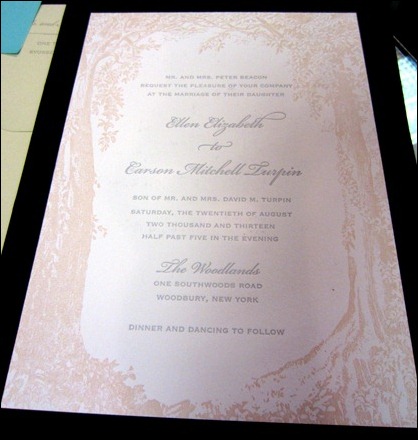 MR. AND MRS. PETER BEACON
REQUEST THE PLEASURE OF YOUR COMPANY
AT THE MARRIAGE OF THEIR DAUGHTER
Ellen Elizabeth
to
Carson Mitchell Turpin
SON OF MR. AND MRS. DAVID M. TURPIN
SATURDAY, THE TWENTIETH OF AUGUST
TWO THOUSAND AND THIRTEEN
HALF PAST FIVE IN THE EVENING
The Woodlands
ONE SOUTHWOODS ROAD
WOODBURY, NEW YORK
DINNER AND DANCING TO FOLLOW